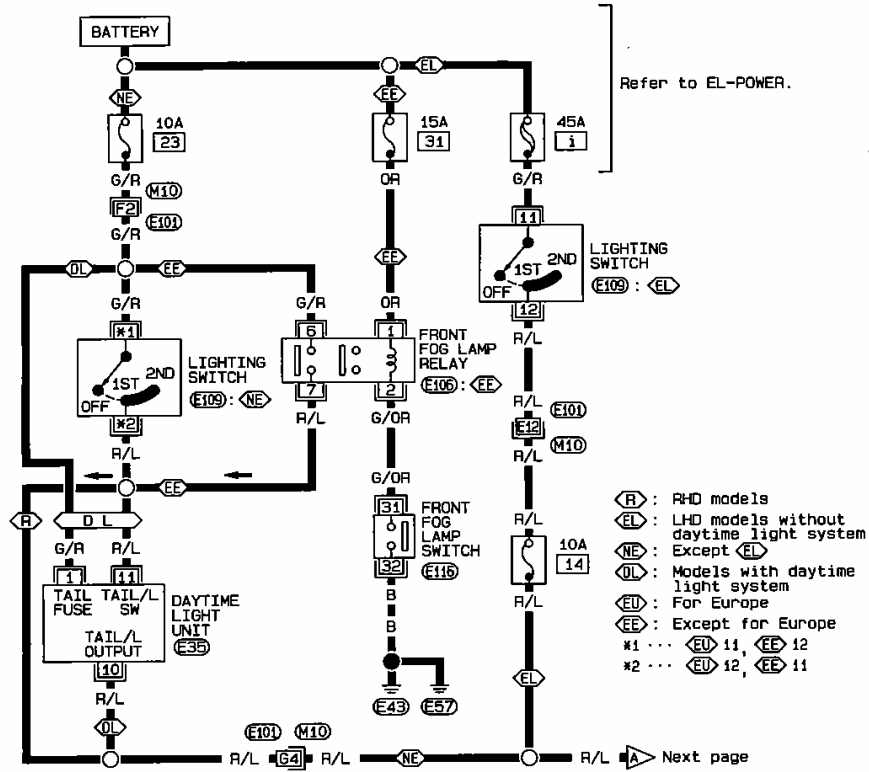 BATTERY
EL
Refer to EL-POWER.
NE
EE
10A
23
15A
31
45A
i
G/R
OR
G/R
M10
F2
E101
11
G/R
DL
EE
EE
1ST
2ND
OFF
LIGHTING
SWITCH
E109 : EL
12
G/R
G/R
OR
*1
6
1
FRONT
FOG LAMP
RELAY
R/L
1ST
2ND
OFF
LIGHTING
SWITCH
E109 : NE
7
2
E106 : EE
*2
R/L
R/L
G/OR
R/L
E101
E12
M10
R/L
EE
G/OR
R
D L
31
FRONT
FOG
LAMP
SWITCH
32
E116
R/L
10A
14
G/R
R/L
1
11
TAIL
FUSE
TAIL/L
SW
TAIL/L
OUTPUT
DAYTIME
LIGHT
UNIT
E35
10
B
B
R/L
R/L
EL
E43
E57
DL
R : RHD models
EL : LHD models without
daytime light system
NE : Except EL
DL : Models with daytime
light system
EU : For Europe
EE : Except for Europe
*1 ··· EU 11, EE 12
*2 ··· EU 12, EE 11
E101
M10
R/L
G4
R/L
NE
R/L
A
Next page